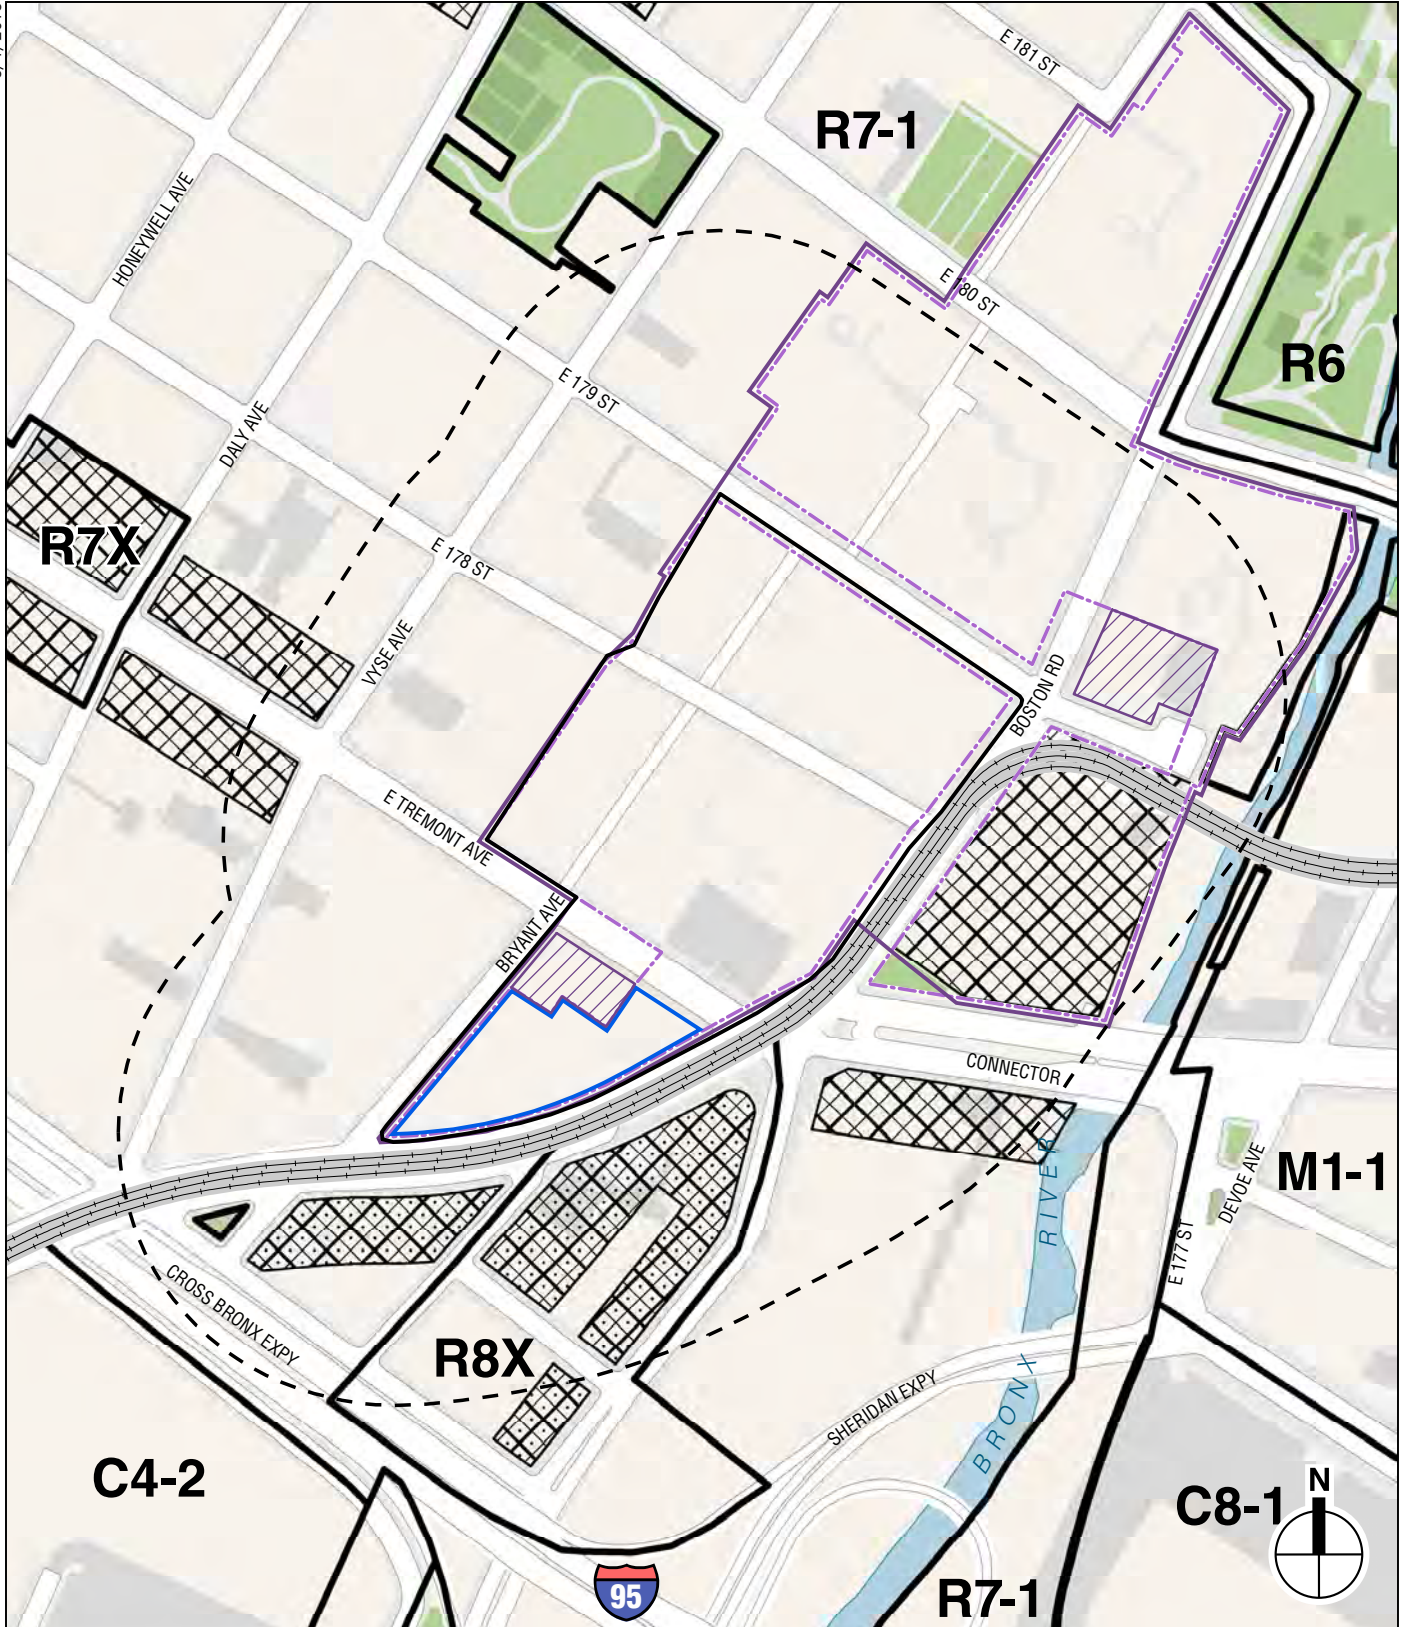 E 181 ST
R7-1
HONEYWELL AVE
E 180 ST
R6
E 179 ST
DALY AVE
R7X
E 178 ST
VYSE AVE
BOSTON RD
E TREMONT AVE
BRYANT AVE
CONNECTOR
RIVER
DEVOE AVE
M1-1
E 177 ST
CROSS BRONX EXPY
R8X
SHERIDAN EXPY
BRONX
C4-2
C8-1
N
95
R7-1